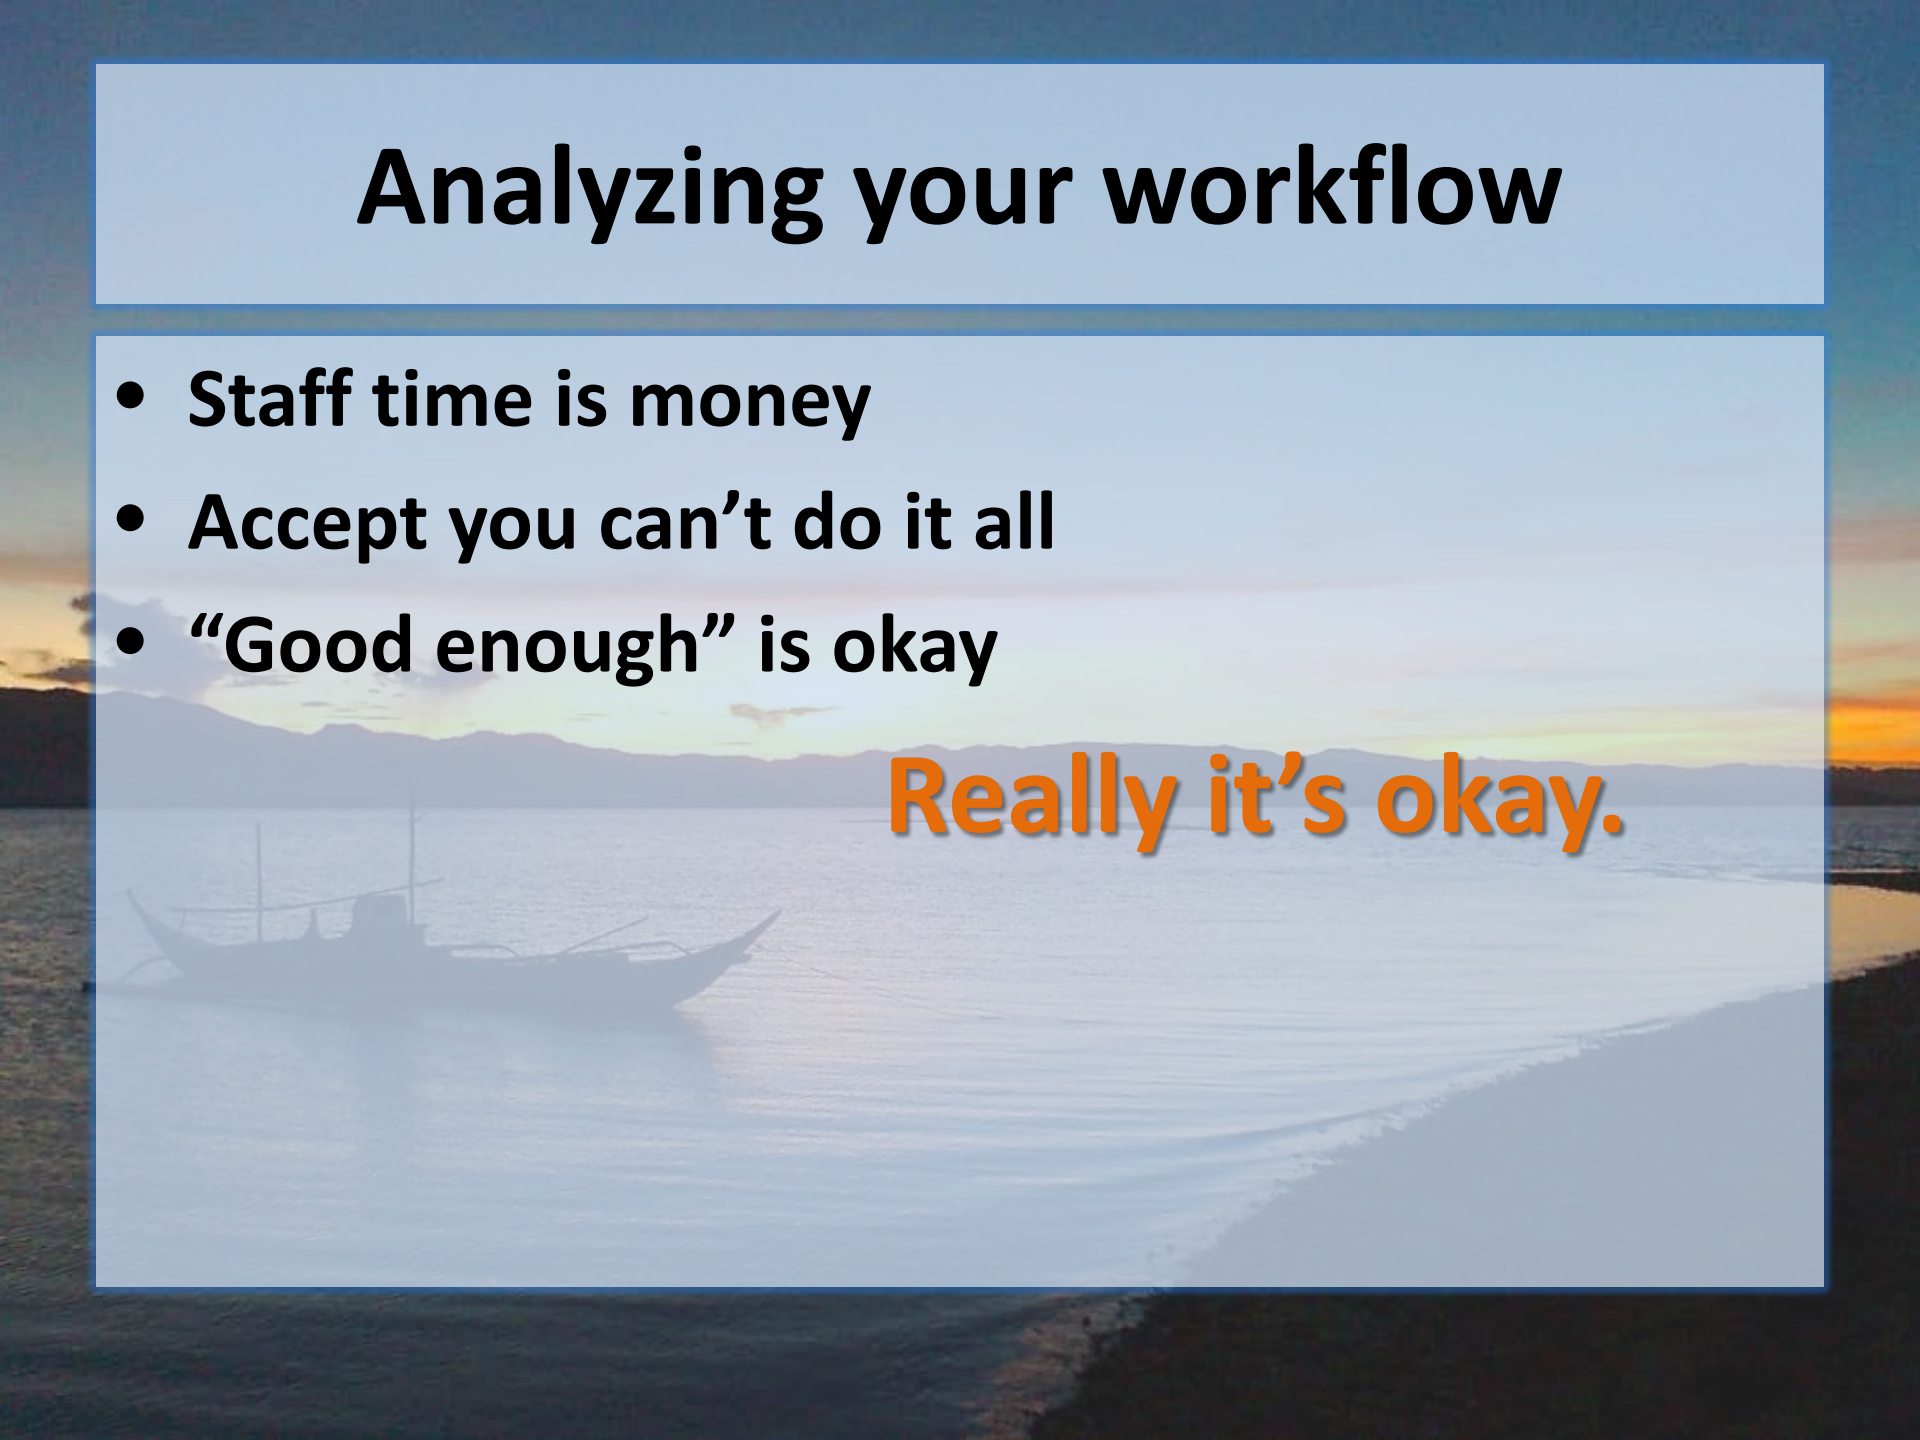 Analyzing your workflow
• Staff time is money
• Accept you can’t do it all
• “Good enough” is okay
Really it’s okay.